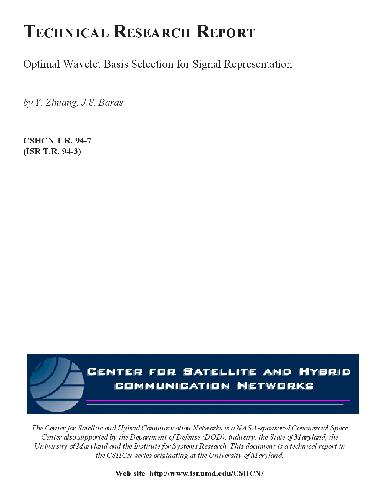 TECHNICAL RESEARCH REPORT
Optimal Wavelet Basis Selection for Signal Representation
by Y. Zhuang, J.S. Baras
CSHCN T.R. 94-7
(ISR T.R. 94-3)
CENTER FOR SATELLITE AND HYBRID
COMMUNICATION NETWORKS
The Center for Satellite and Hybrid Communication Networks is a NASA-sponsored Commercial Space
Center also supported by the Department of Defense (DOD), industry, the State of Maryland, the
University of Maryland and the Institute for Systems Research. This document is a technical report in
the CSHCN series originating at the University of Maryland.
Web site http://www.isr.umd.edu/CSHCN/